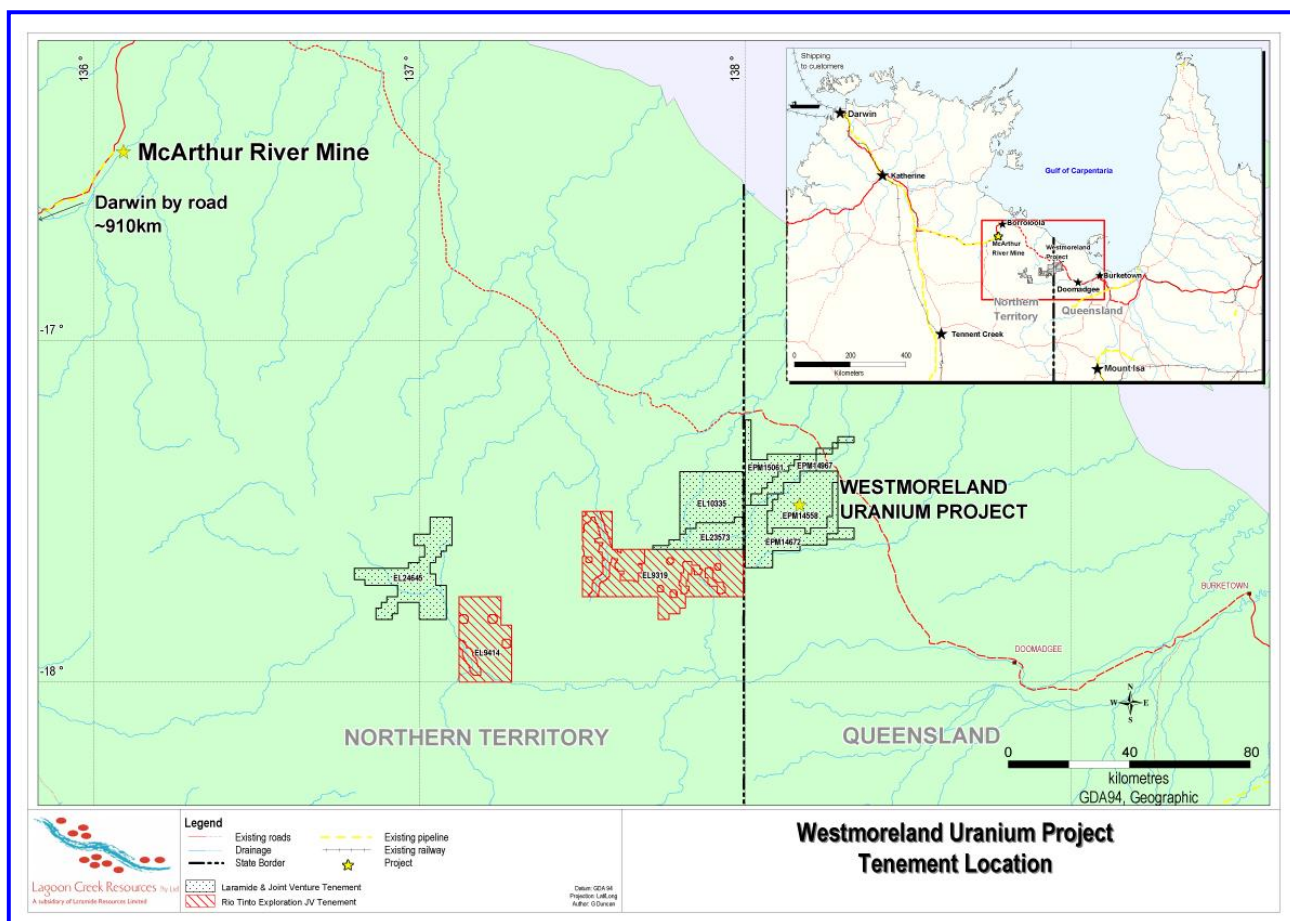 136 °
137 °
138 °
McArthur River Mine
Darwin by road
~910km
-17 °
-18 °
Shipping
to customers
Darwin
Katherine
Gulf of Carpentaria
Borroloola
McArthur
River Mine
Westmoreland
Project
Burketown
Doomadgee
Northern
Territory
Queensland
Tennent Creek
Mount Isa
0 200 400
Kilometers
EPM15061
EPM14967
EL10335
EPM14558
WESTMORELAND
URANIUM PROJECT
EL23573
EPM14672
EL9319
EL24645
EL9414
BURKETOWN
DOOMADGEE
N
W E
S
NORTHERN TERRITORY
QUEENSLAND
0 40 80
kilometres
GDA94, Geographic
Lagoon Creek Resources Pty Ltd
A subsidiary of Laramide Resources Limited
Legend
Existing roads
Drainage
State Border
Existing pipeline
Existing railway
Project
Laramide & Joint Venture Tenement
Rio Tinto Exploration JV Tenement
Datum: GDA 94
Projection: Lat/Long
Author: G.Duncan
Westmoreland Uranium Project
Tenement Location